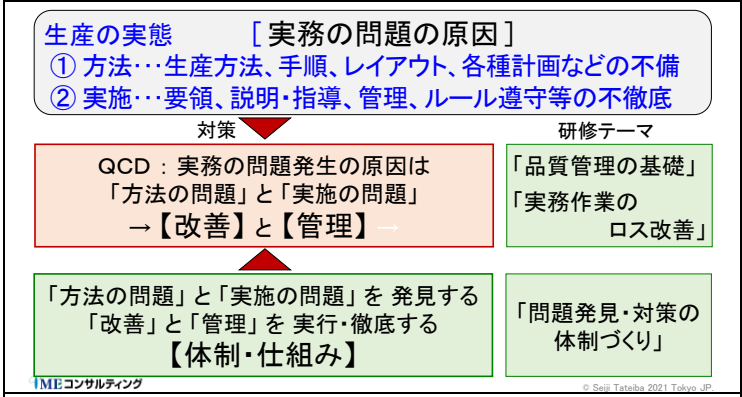 生産の実態 [ 実務の問題の原因 ]
① 方法･･･生産方法、手順、レイアウト、各種計画などの不備
② 実施･･･要領、説明･指導、管理、ルール遵守等の不徹底
対策
研修テーマ
QCD : 実務の問題発生の原因は
「方法の問題」と「実施の問題」
→【改善】と【管理】→
「品質管理の基礎」
「実務作業の
ロス改善」
「方法の問題」と「実施の問題」を 発見する
「改善」と「管理」を 実行･徹底する
【体制･仕組み】
「問題発見･対策の
体制づくり」
MEコンサルティング
© Seiji Tateiba 2021 Tokyo JP.